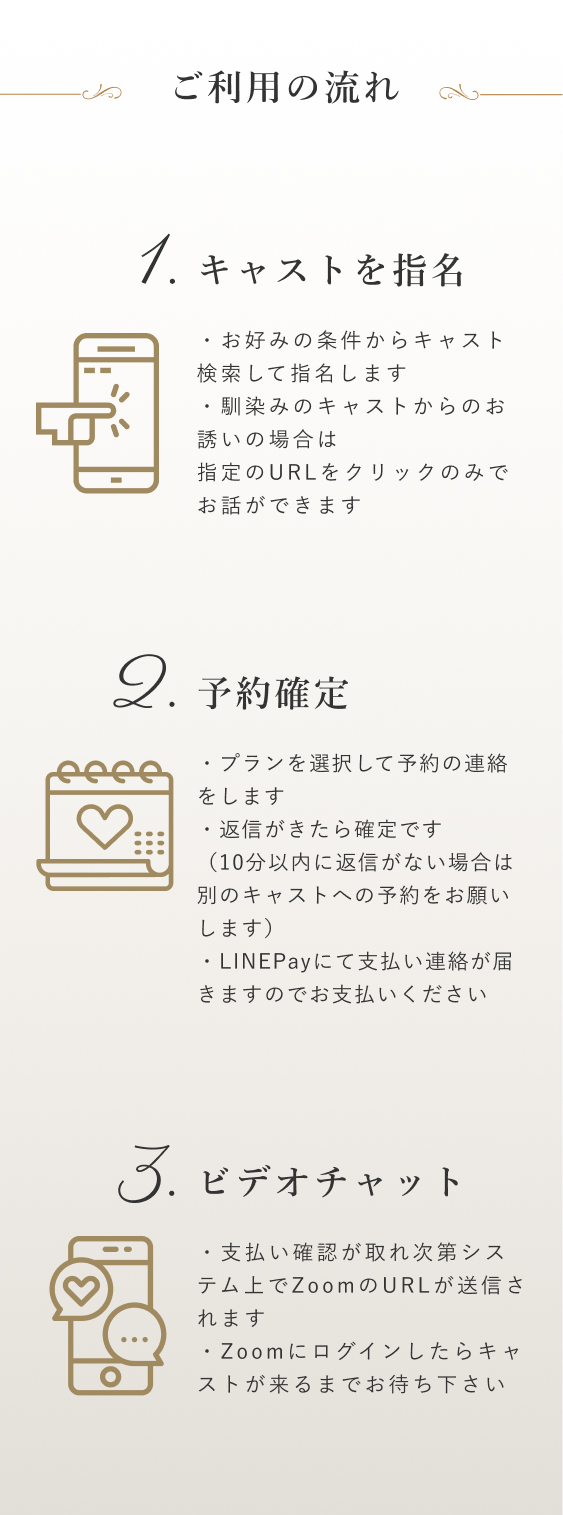 ご利用の流れ
1. キャストを指名
・お好みの条件からキャスト
検索して指名します
・馴染みのキャストからのお
誘いの場合は
指定のURLをクリックのみで
お話ができます
2. 予約確定
・プランを選択して予約の連絡
をします
・返信がきたら確定です
（10分以内に返信がない場合は
別のキャストへの予約をお願い
します）
・LINEPayにて支払い連絡が届
きますのでお支払いください
3. ビデオチャット
・支払い確認が取れ次第シス
テム上でZoomのURLが送信さ
れます
・Zoomにログインしたらキャ
ストが来るまでお待ち下さい